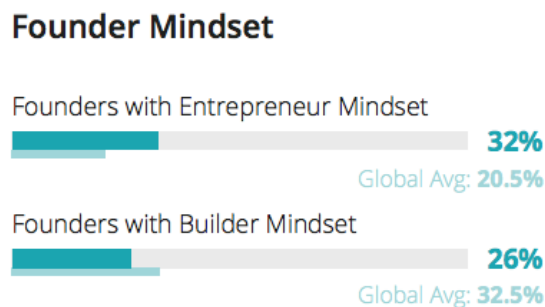 Founder Mindset
Founders with Entrepreneur Mindset
32%
Global Avg: 20.5%
Founders with Builder Mindset
26%
Global Avg: 32.5%